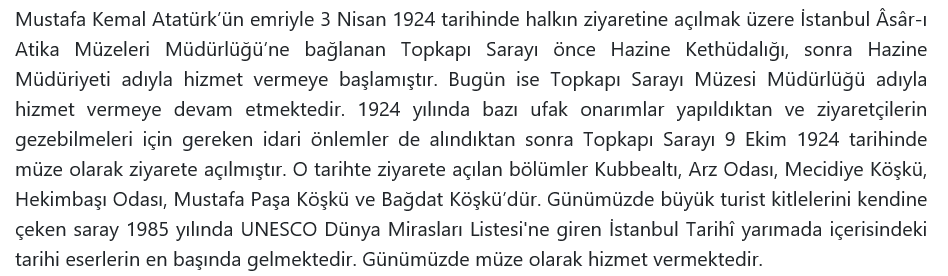 Mustafa Kemal Atatürk’ün emriyle 3 Nisan 1924 tarihinde halkın ziyaretine açılmak üzere İstanbul Âsâr-ı
Atika Müzeleri Müdürlüğü’ne bağlanan Topkapı Sarayı önce Hazine Kethüdalığı, sonra Hazine
Müdüriyeti adıyla hizmet vermeye başlamıştır. Bugün ise Topkapı Sarayı Müzesi Müdürlüğü adıyla
hizmet vermeye devam etmektedir. 1924 yılında bazı ufak onarımlar yapıldıktan ve ziyaretçilerin
gezebilmeleri için gereken idari önlemler de alındıktan sonra Topkapı Sarayı 9 Ekim 1924 tarihinde
müze olarak ziyarete açılmıştır. O tarihte ziyarete açılan bölümler Kubbealtı, Arz Odası, Mecidiye Köşkü,
Hekimbaşı Odası, Mustafa Paşa Köşkü ve Bağdat Köşkü’dür. Günümüzde büyük turist kitlelerini kendine
çeken saray 1985 yılında UNESCO Dünya Mirasları Listesi'ne giren İstanbul Tarihî yarımada içerisindeki
tarihi eserlerin en başında gelmektedir. Günümüzde müze olarak hizmet vermektedir.